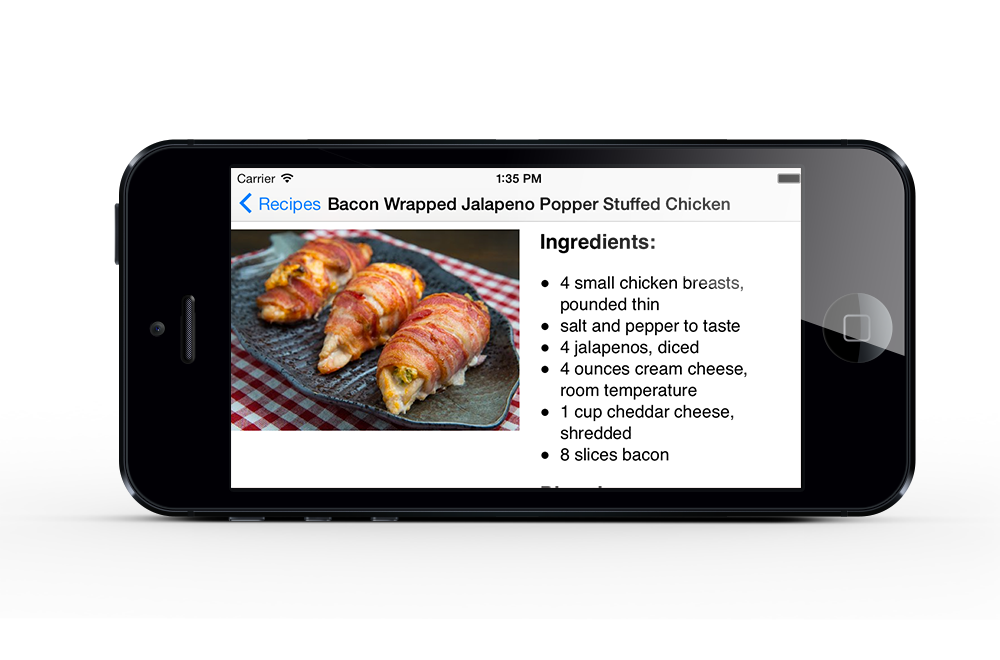 Carrier 1:35 PM
Recipes Bacon Wrapped Jalapeno Popper Stuffed Chicken
Ingredients:
● 4 small chicken breasts,
pounded thin
● salt and pepper to taste
● 4 jalapenos, diced
● 4 ounces cream cheese,
room temperature
● 1 cup cheddar cheese,
shredded
● 8 slices bacon